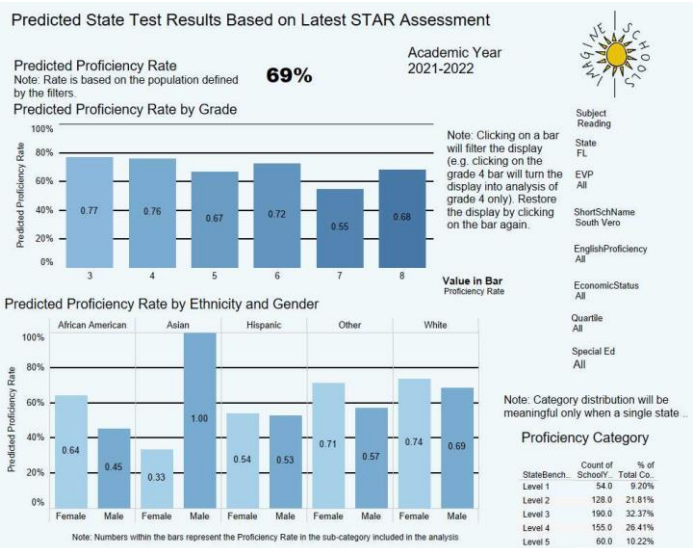 Predicted State Test Results Based on Latest STAR Assessment
Predicted Proficiency Rate
Note: Rate is based on the population defined
by the filters.
69%
Academic Year
2021-2022
IMAGINE SCHOOLS
Predicted Proficiency Rate by Grade
Predicted Proficiency Rate
100%
80%
60%
40%
20%
0%
0.77
0.76
0.67
0.72
0.55
0.68
3
4
5
6
7
8
Note: Clicking on a bar
will filter the display
(e.g. clicking on the
grade 4 bar will turn the
display into analysis of
grade 4 only). Restore
the display by clicking
on the bar again.
Value in Bar
Proficiency Rate
Subject
Reading
State
FL
EVP
All
ShortSchName
South Vero
EnglishProficiency
All
EconomicStatus
All
Quartile
All
Special Ed
All
Predicted Proficiency Rate by Ethnicity and Gender
African American Asian Hispanic Other White
Predicted Proficiency Rate
100%
80%
60%
40%
20%
0%
0.64
0.45
0.33
1.00
0.54
0.53
0.71
0.57
0.74
0.69
Female Male Female Male Female Male Female Male Female Male
Note: Numbers within the bars represent the Proficiency Rate in the sub-category included in the analysis
Note: Category distribution will be
meaningful only when a single state ..
Proficiency Category
Count of % of
StateBench.. SchoolY.. Total Co..
Level 1 54.0 9.20%
Level 2 128.0 21.81%
Level 3 190.0 32.37%
Level 4 155.0 26.41%
Level 5 60.0 10.22%